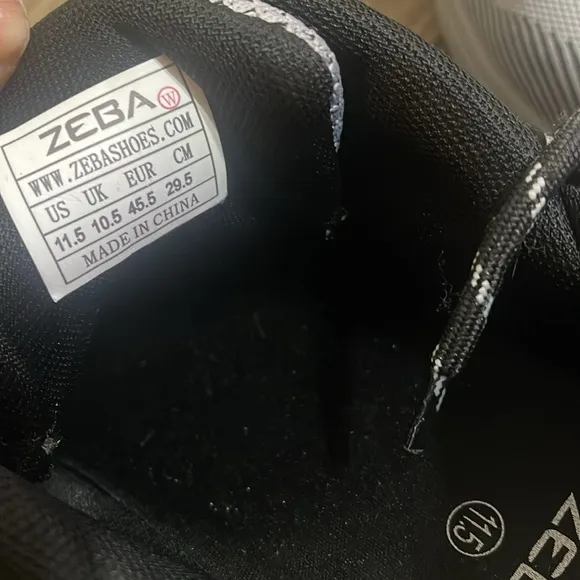 ZEBA W
WWW.ZEBASHOES.COM
US UK EUR CM
11.5 10.5 45.5 29.5
MADE IN CHINA
11.5